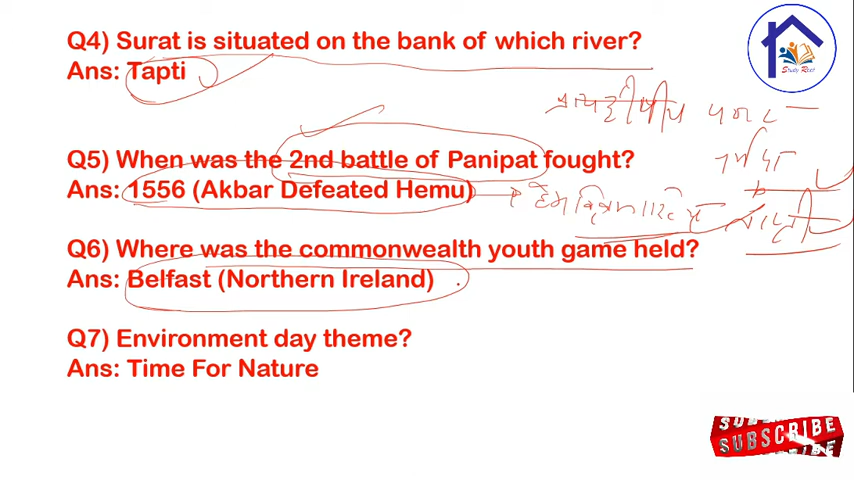 Q4) Surat is situated on the bank of which river?
Ans: Tapti
Q5) When was the 2nd battle of Panipat fought?
Ans: 1556 (Akbar Defeated Hemu)
Q6) Where was the commonwealth youth game held?
Ans: Belfast (Northern Ireland)
Q7) Environment day theme?
Ans: Time For Nature
SUBSCRIBE